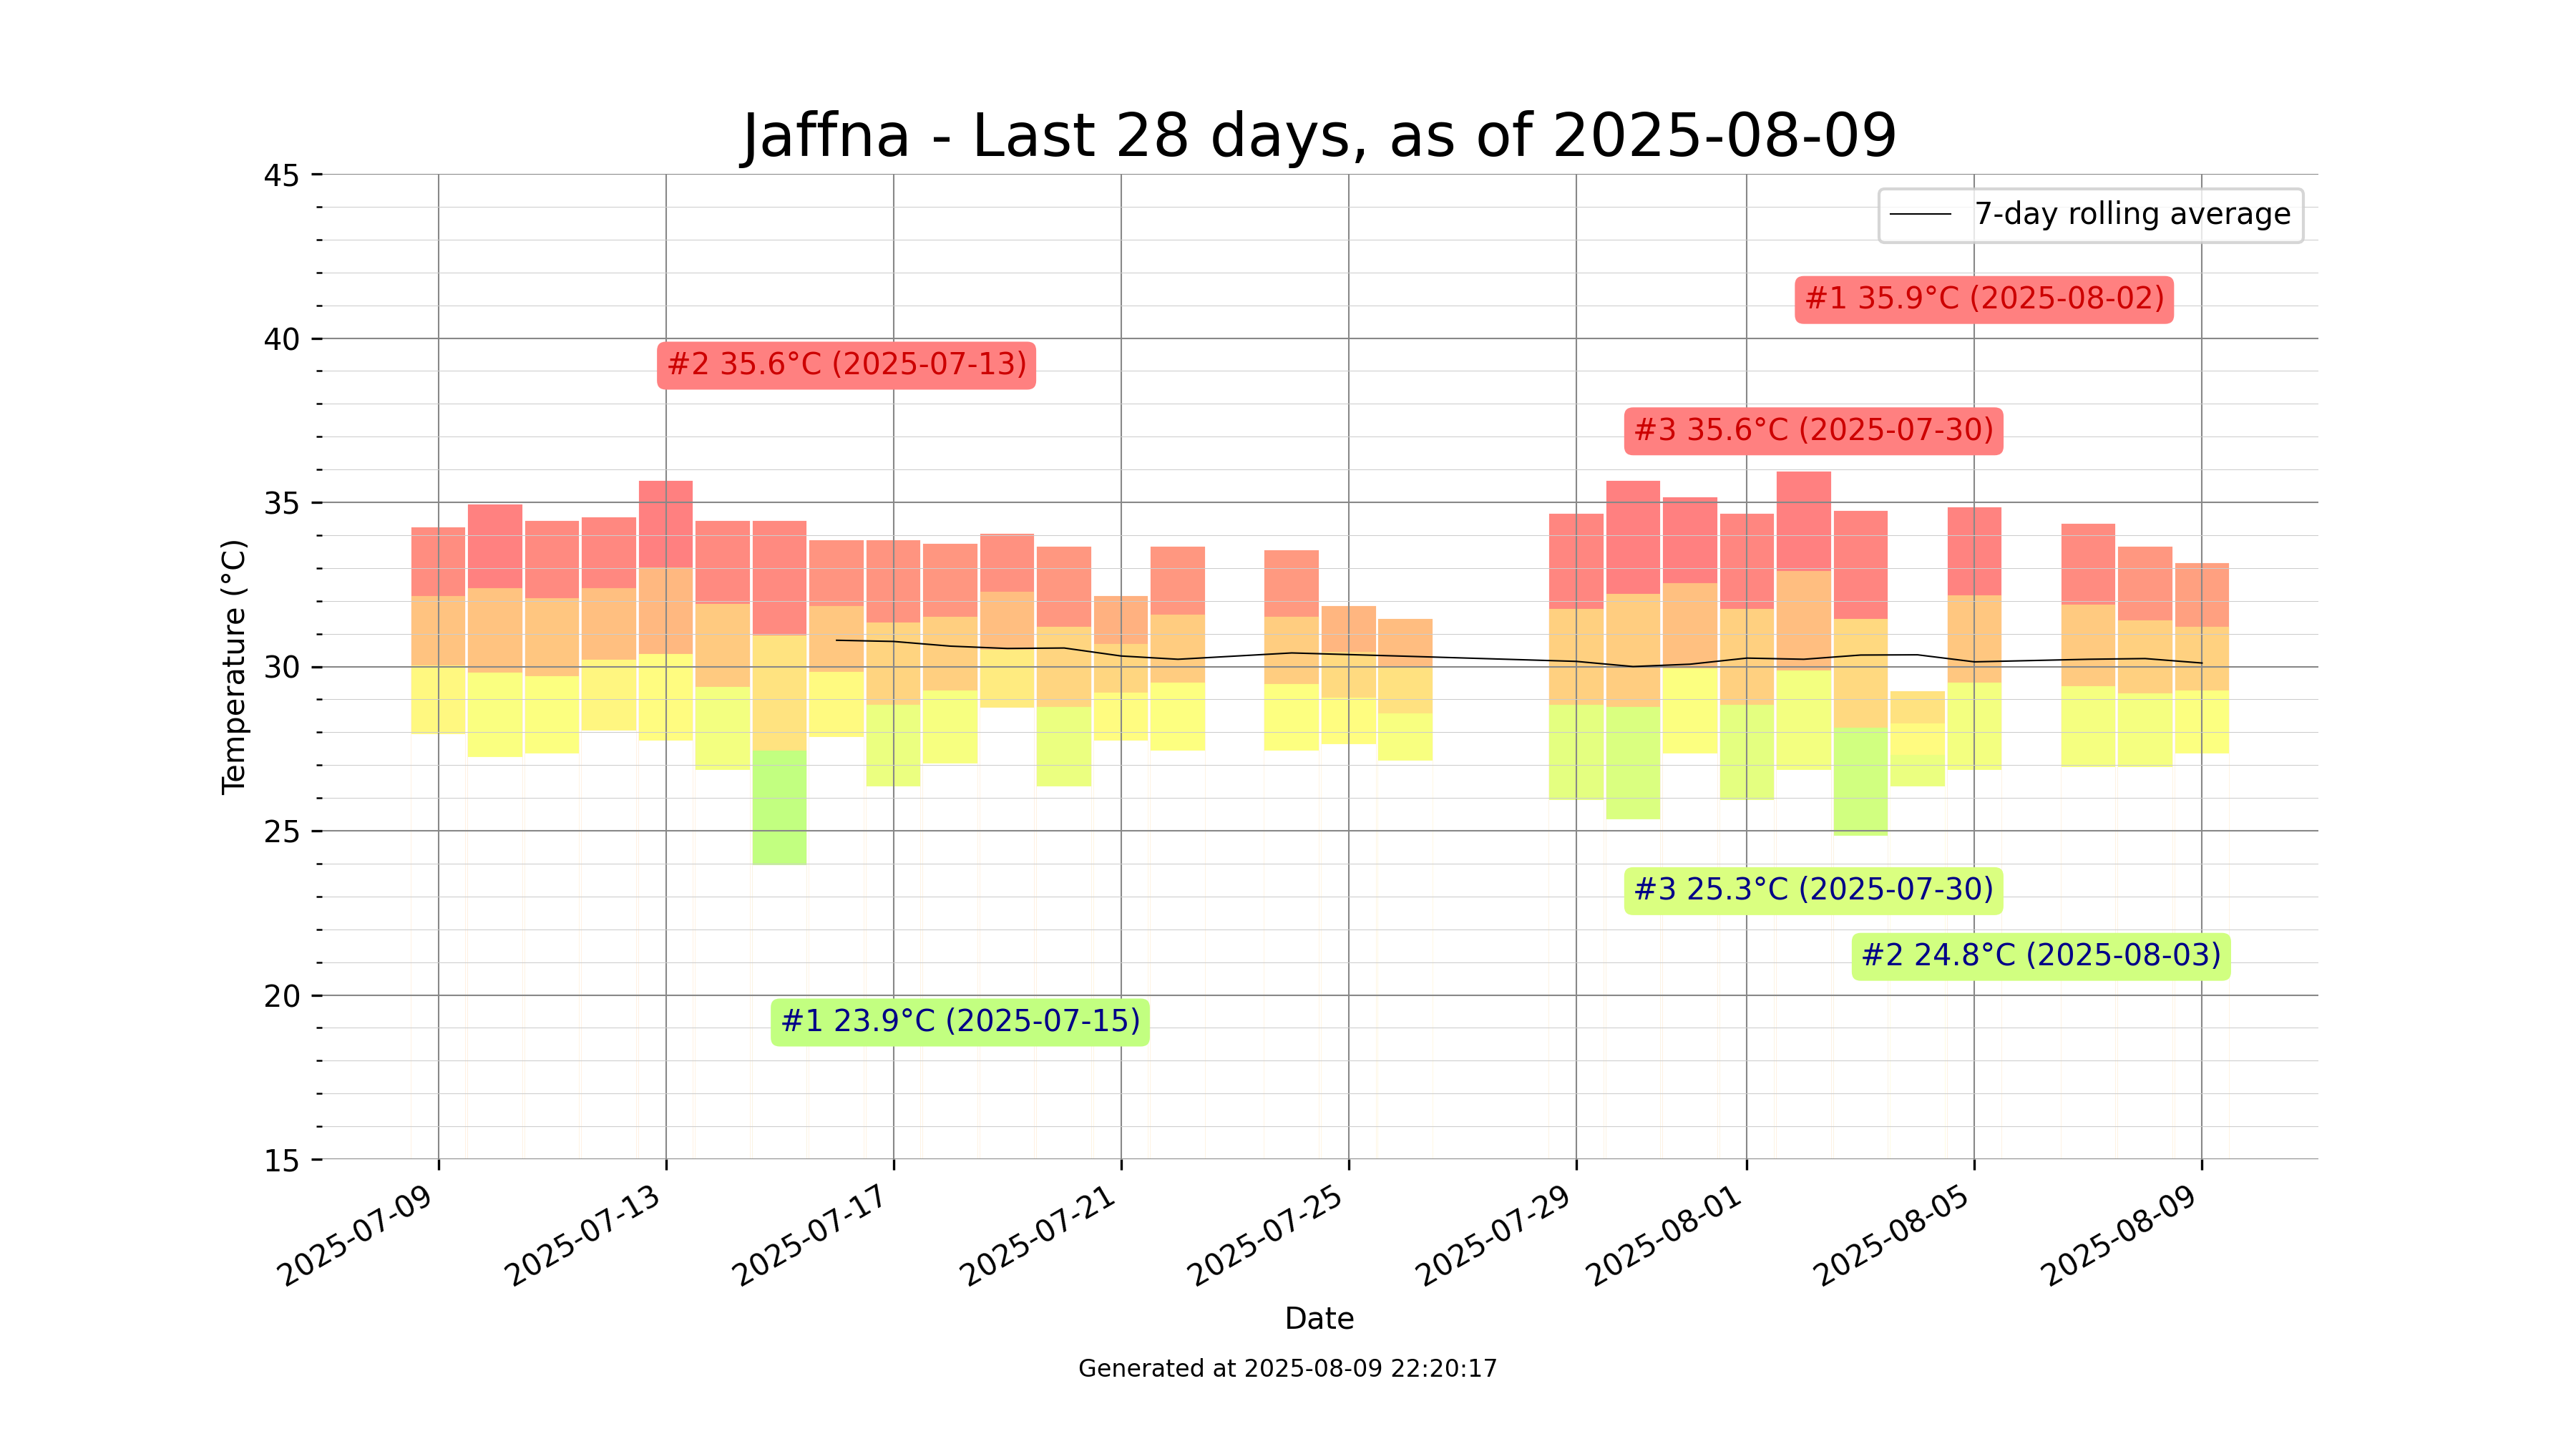 Jaffna - Last 28 days, as of 2025-08-09
45
40
35
30
25
20
15
Temperature (°C)
7-day rolling average
#1 35.9°C (2025-08-02)
#2 35.6°C (2025-07-13)
#3 35.6°C (2025-07-30)
#3 25.3°C (2025-07-30)
#2 24.8°C (2025-08-03)
#1 23.9°C (2025-07-15)
2025-07-09
2025-07-13
2025-07-17
2025-07-21
2025-07-25
2025-07-29
2025-08-01
2025-08-05
2025-08-09
Date
Generated at 2025-08-09 22:20:17